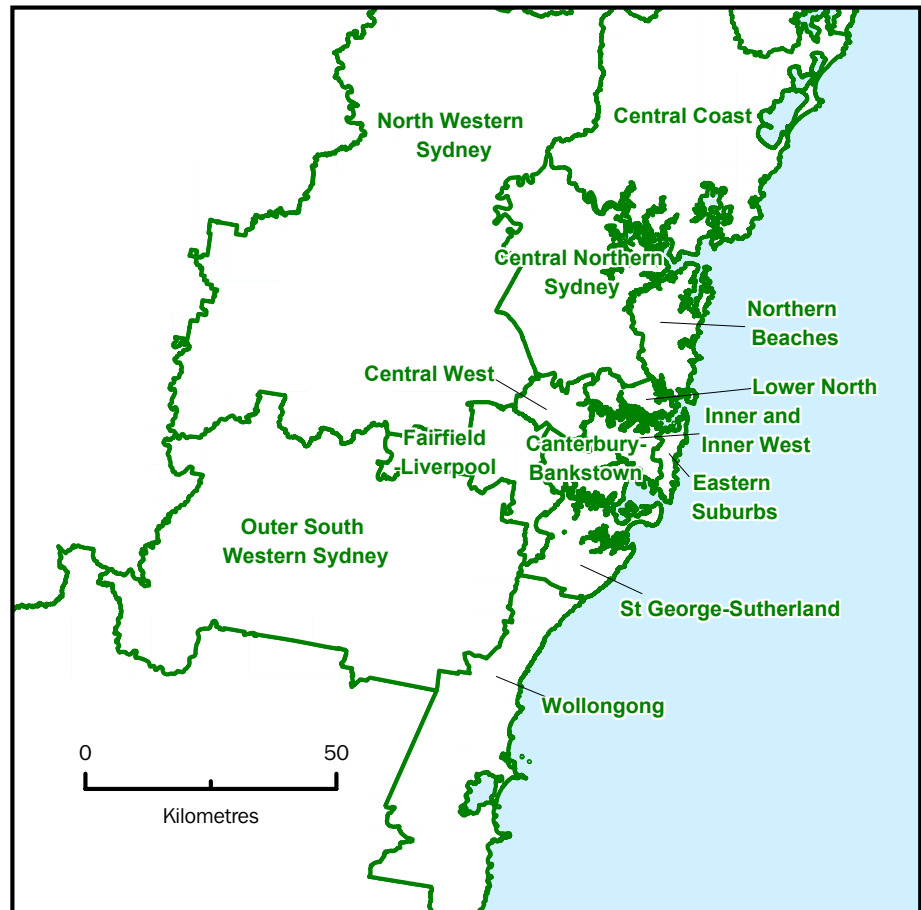 Central Coast
North Western
Sydney
Central Northern
Sydney
Northern
Beaches
Central West
Lower North
Inner and
Inner West
Fairfield
-Liverpool
Canterbury-
Bankstown
Eastern
Suburbs
Outer South
Western Sydney
St George-Sutherland
Wollongong
0 50
Kilometres